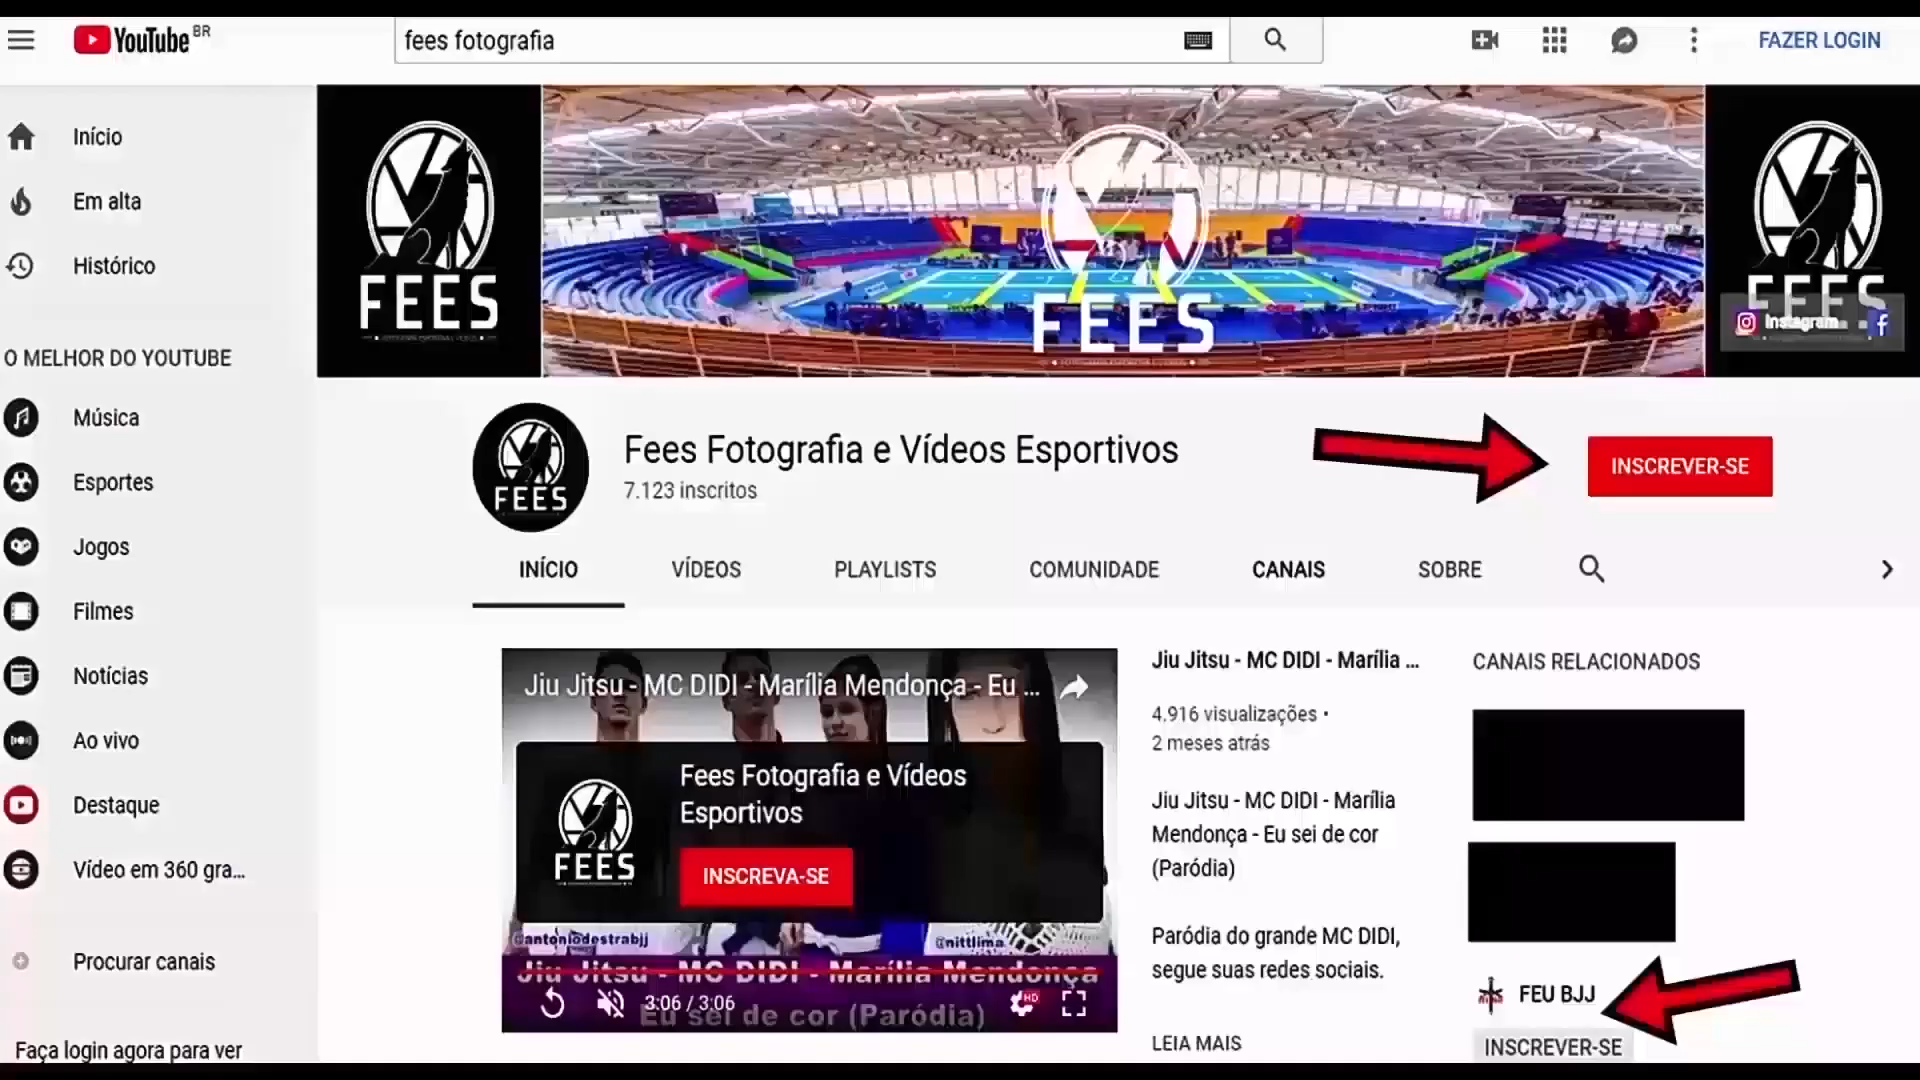 YouTube BR
fees fotografia
FAZER LOGIN
Início
Em alta
Histórico
O MELHOR DO YOUTUBE
Música
Esportes
Jogos
Filmes
Notícias
Ao vivo
Destaque
Vídeo em 360 gra...
Procurar canais
Faça login agora para ver
FEES
FEES
FEES
Instagram
FEES
Fees Fotografia e Vídeos Esportivos
7.123 inscritos
INSCREVER-SE
INÍCIO
VÍDEOS
PLAYLISTS
COMUNIDADE
CANAIS
SOBRE
Jiu Jitsu - MC DIDI - Marília Mendonça - Eu ...
Fees Fotografia e Vídeos
Esportivos
FEES
INSCREVA-SE
@antoniodestrabjj
@nittlima
Jiu Jitsu - MC DIDI - Marília Mendonça
3:06 / 3:06
HD
Eu sei de cor (Paródia)
Jiu Jitsu - MC DIDI - Marília ...
4.916 visualizações •
2 meses atrás
Jiu Jitsu - MC DIDI - Marília
Mendonça - Eu sei de cor
(Paródia)
Paródia do grande MC DIDI,
segue suas redes sociais.
LEIA MAIS
CANAIS RELACIONADOS
FEU BJJ
INSCREVER-SE